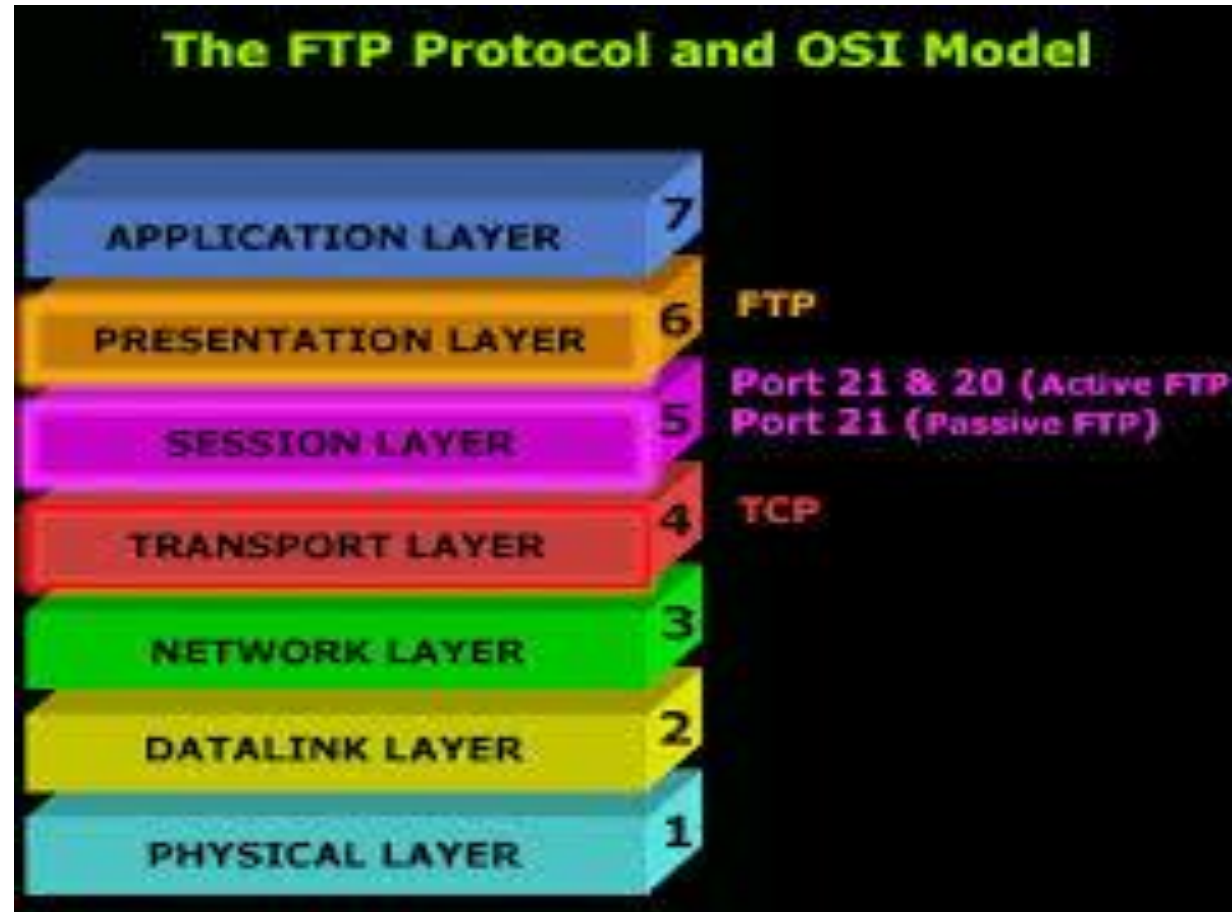 The FTP Protocol and OSI Model
APPLICATION LAYER 7
PRESENTATION LAYER 6 FTP
SESSION LAYER 5 Port 21 & 20 (Active FTP
Port 21 (Passive FTP)
TRANSPORT LAYER 4 TCP
NETWORK LAYER 3
DATALINK LAYER 2
PHYSICAL LAYER 1